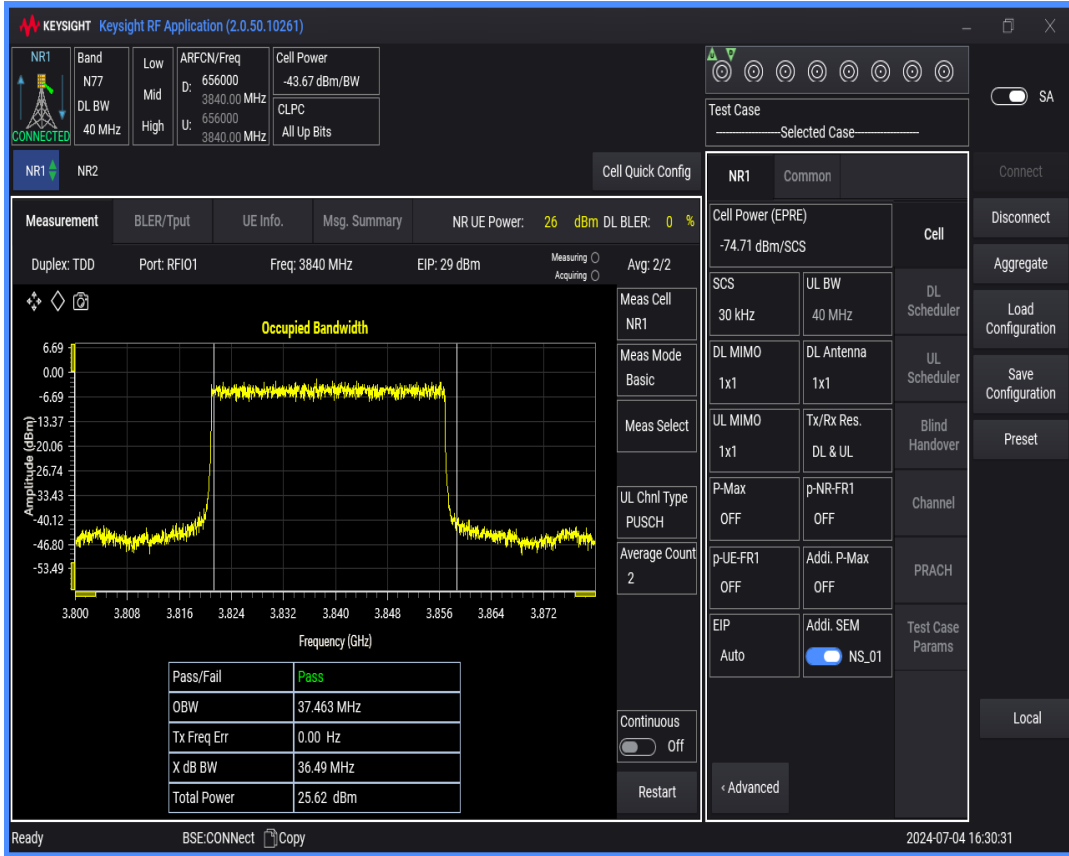 KEYSIGHT Keysight RF Application (2.0.50.10261)
NR1
CONNECTED
Band
N77
DL BW
40 MHz
Low
Mid
High
ARFCN/Freq
D: 656000
3840.00 MHz
U: 656000
3840.00 MHz
Cell Power
-43.67 dBm/BW
CLPC
All Up Bits
Test Case
Selected Case
SA
NR1
NR2
Cell Quick Config
Measurement BLER/Tput UE Info. Msg. Summary NR UE Power: 26 dBm DL BLER: 0 %
Duplex: TDD Port: RFIO1 Freq: 3840 MHz EIP: 29 dBm Measuring Acquiring Avg: 2/2
Occupied Bandwidth
Amplitude (dBm)
6.69
0.00
-6.69
-13.37
-20.06
-26.74
-33.43
-40.12
-46.80
-53.49
3.800 3.808 3.816 3.824 3.832 3.840 3.848 3.856 3.864 3.872
Frequency (GHz)
Pass/Fail Pass
OBW 37.463 MHz
Tx Freq Err 0.00 Hz
X dB BW 36.49 MHz
Total Power 25.62 dBm
Meas Cell
NR1
Meas Mode
Basic
Meas Select
UL Chnl Type
PUSCH
Average Count
2
Continuous
Off
Restart
NR1 Common
Cell Power (EPRE)
-74.71 dBm/SCS
SCS
30 kHz
UL BW
40 MHz
DL MIMO
1x1
DL Antenna
1x1
UL MIMO
1x1
Tx/Rx Res.
DL & UL
P-Max
OFF
p-NR-FR1
OFF
p-UE-FR1
OFF
Addi. P-Max
OFF
EIP
Auto
Addi. SEM
NS_01
‹ Advanced
Cell
DL
Scheduler
UL
Scheduler
Blind
Handover
Channel
PRACH
Test Case
Params
Connect
Disconnect
Aggregate
Load
Configuration
Save
Configuration
Preset
Local
Ready BSE:CONNect Copy 2024-07-04 16:30:31